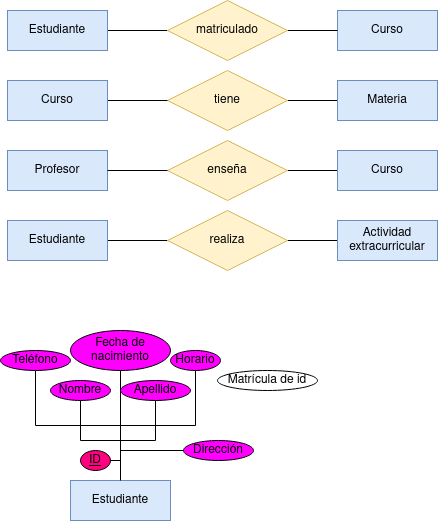 Estudiante
matriculado
Curso
Curso
tiene
Materia
Profesor
enseña
Curso
Estudiante
realiza
Actividad
extracurricular
Fecha de
nacimiento
Teléfono
Horario
Matrícula de id
Nombre
Apellido
Dirección
ID
Estudiante